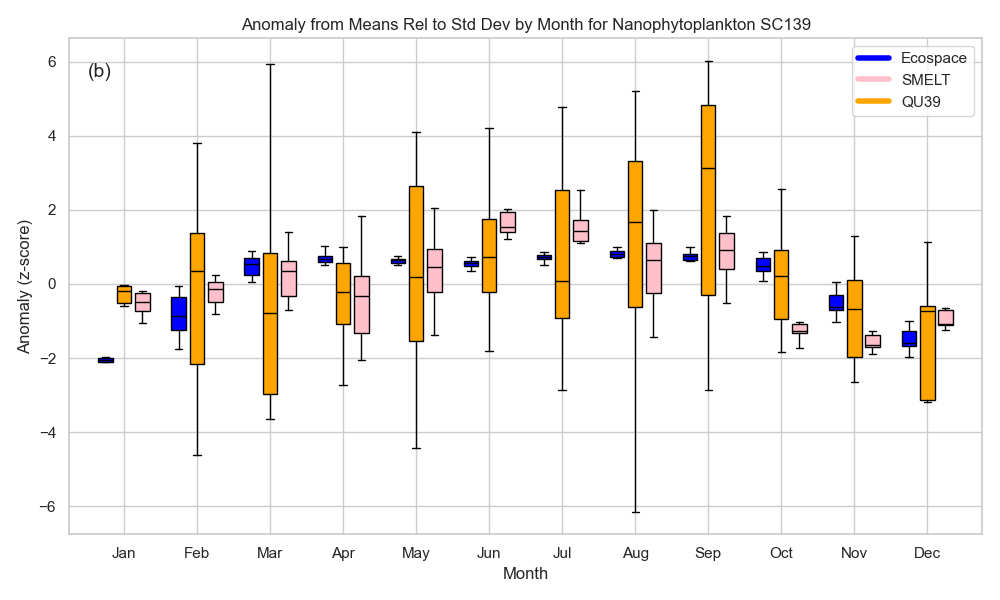 Anomaly from Means Rel to Std Dev by Month for Nanophytoplankton SC139
(b)
Ecospace
SMELT
QU39
Anomaly (z-score)
6
4
2
0
−2
−4
−6
Jan Feb Mar Apr May Jun Jul Aug Sep Oct Nov Dec
Month